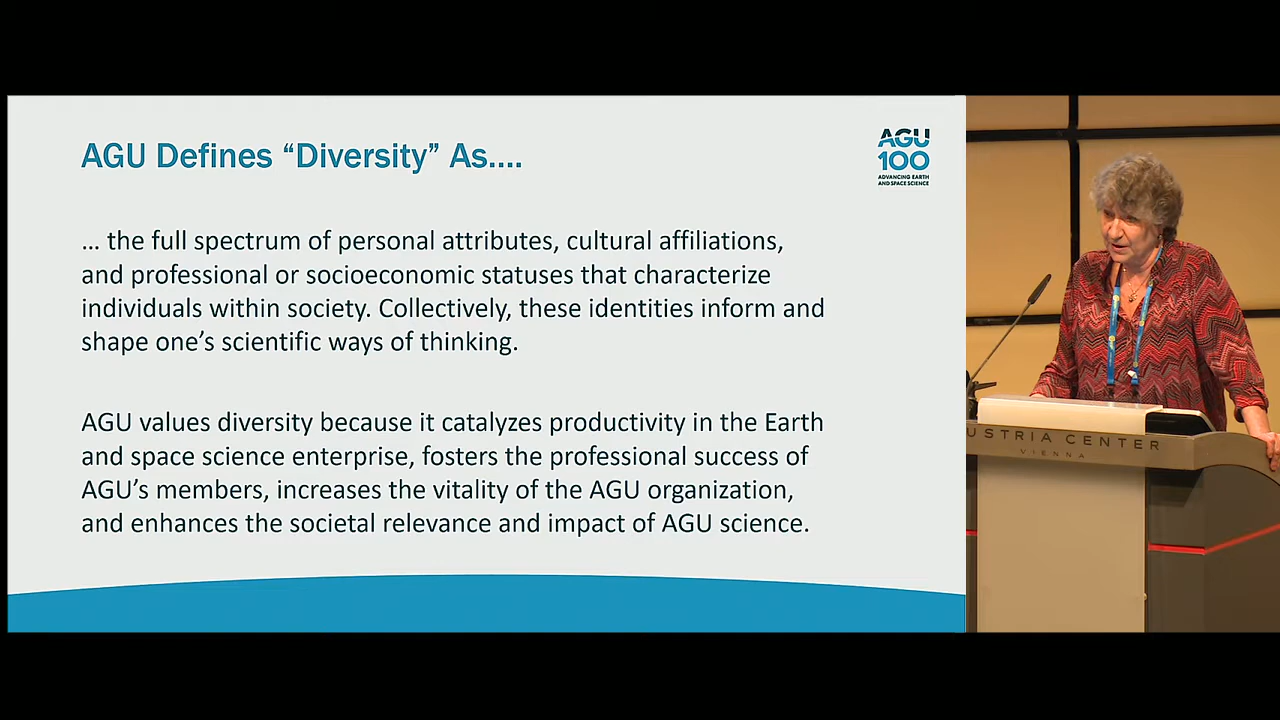 AGU Defines “Diversity” As....
AGU
100
ADVANCING EARTH
AND SPACE SCIENCE
... the full spectrum of personal attributes, cultural affiliations,
and professional or socioeconomic statuses that characterize
individuals within society. Collectively, these identities inform and
shape one’s scientific ways of thinking.
AGU values diversity because it catalyzes productivity in the Earth
and space science enterprise, fosters the professional success of
AGU’s members, increases the vitality of the AGU organization,
and enhances the societal relevance and impact of AGU science.
USTRIA CENTER
VIENNA